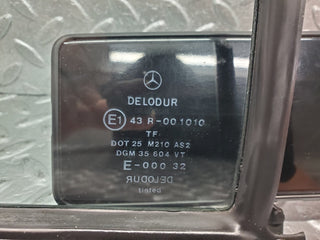 DELODUR
E1 43 R-001010
TF
DOT 25 M210 AS2
DGM 35 504 VT
E-000 32
DELODUR
tinted